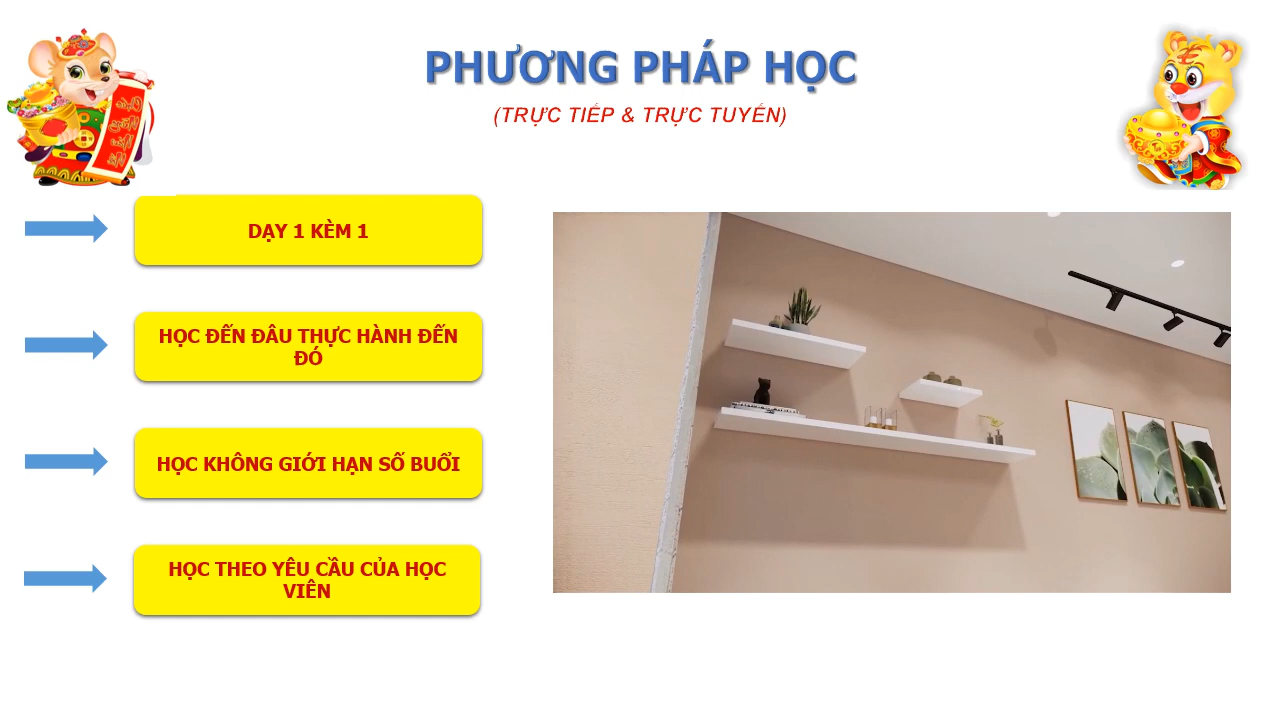 PHƯƠNG PHÁP HỌC
(TRỰC TIẾP & TRỰC TUYẾN)
DẠY 1 KÈM 1
HỌC ĐẾN ĐÂU THỰC HÀNH ĐẾN
ĐÓ
HỌC KHÔNG GIỚI HẠN SỐ BUỔI
HỌC THEO YÊU CẦU CỦA HỌC
VIÊN